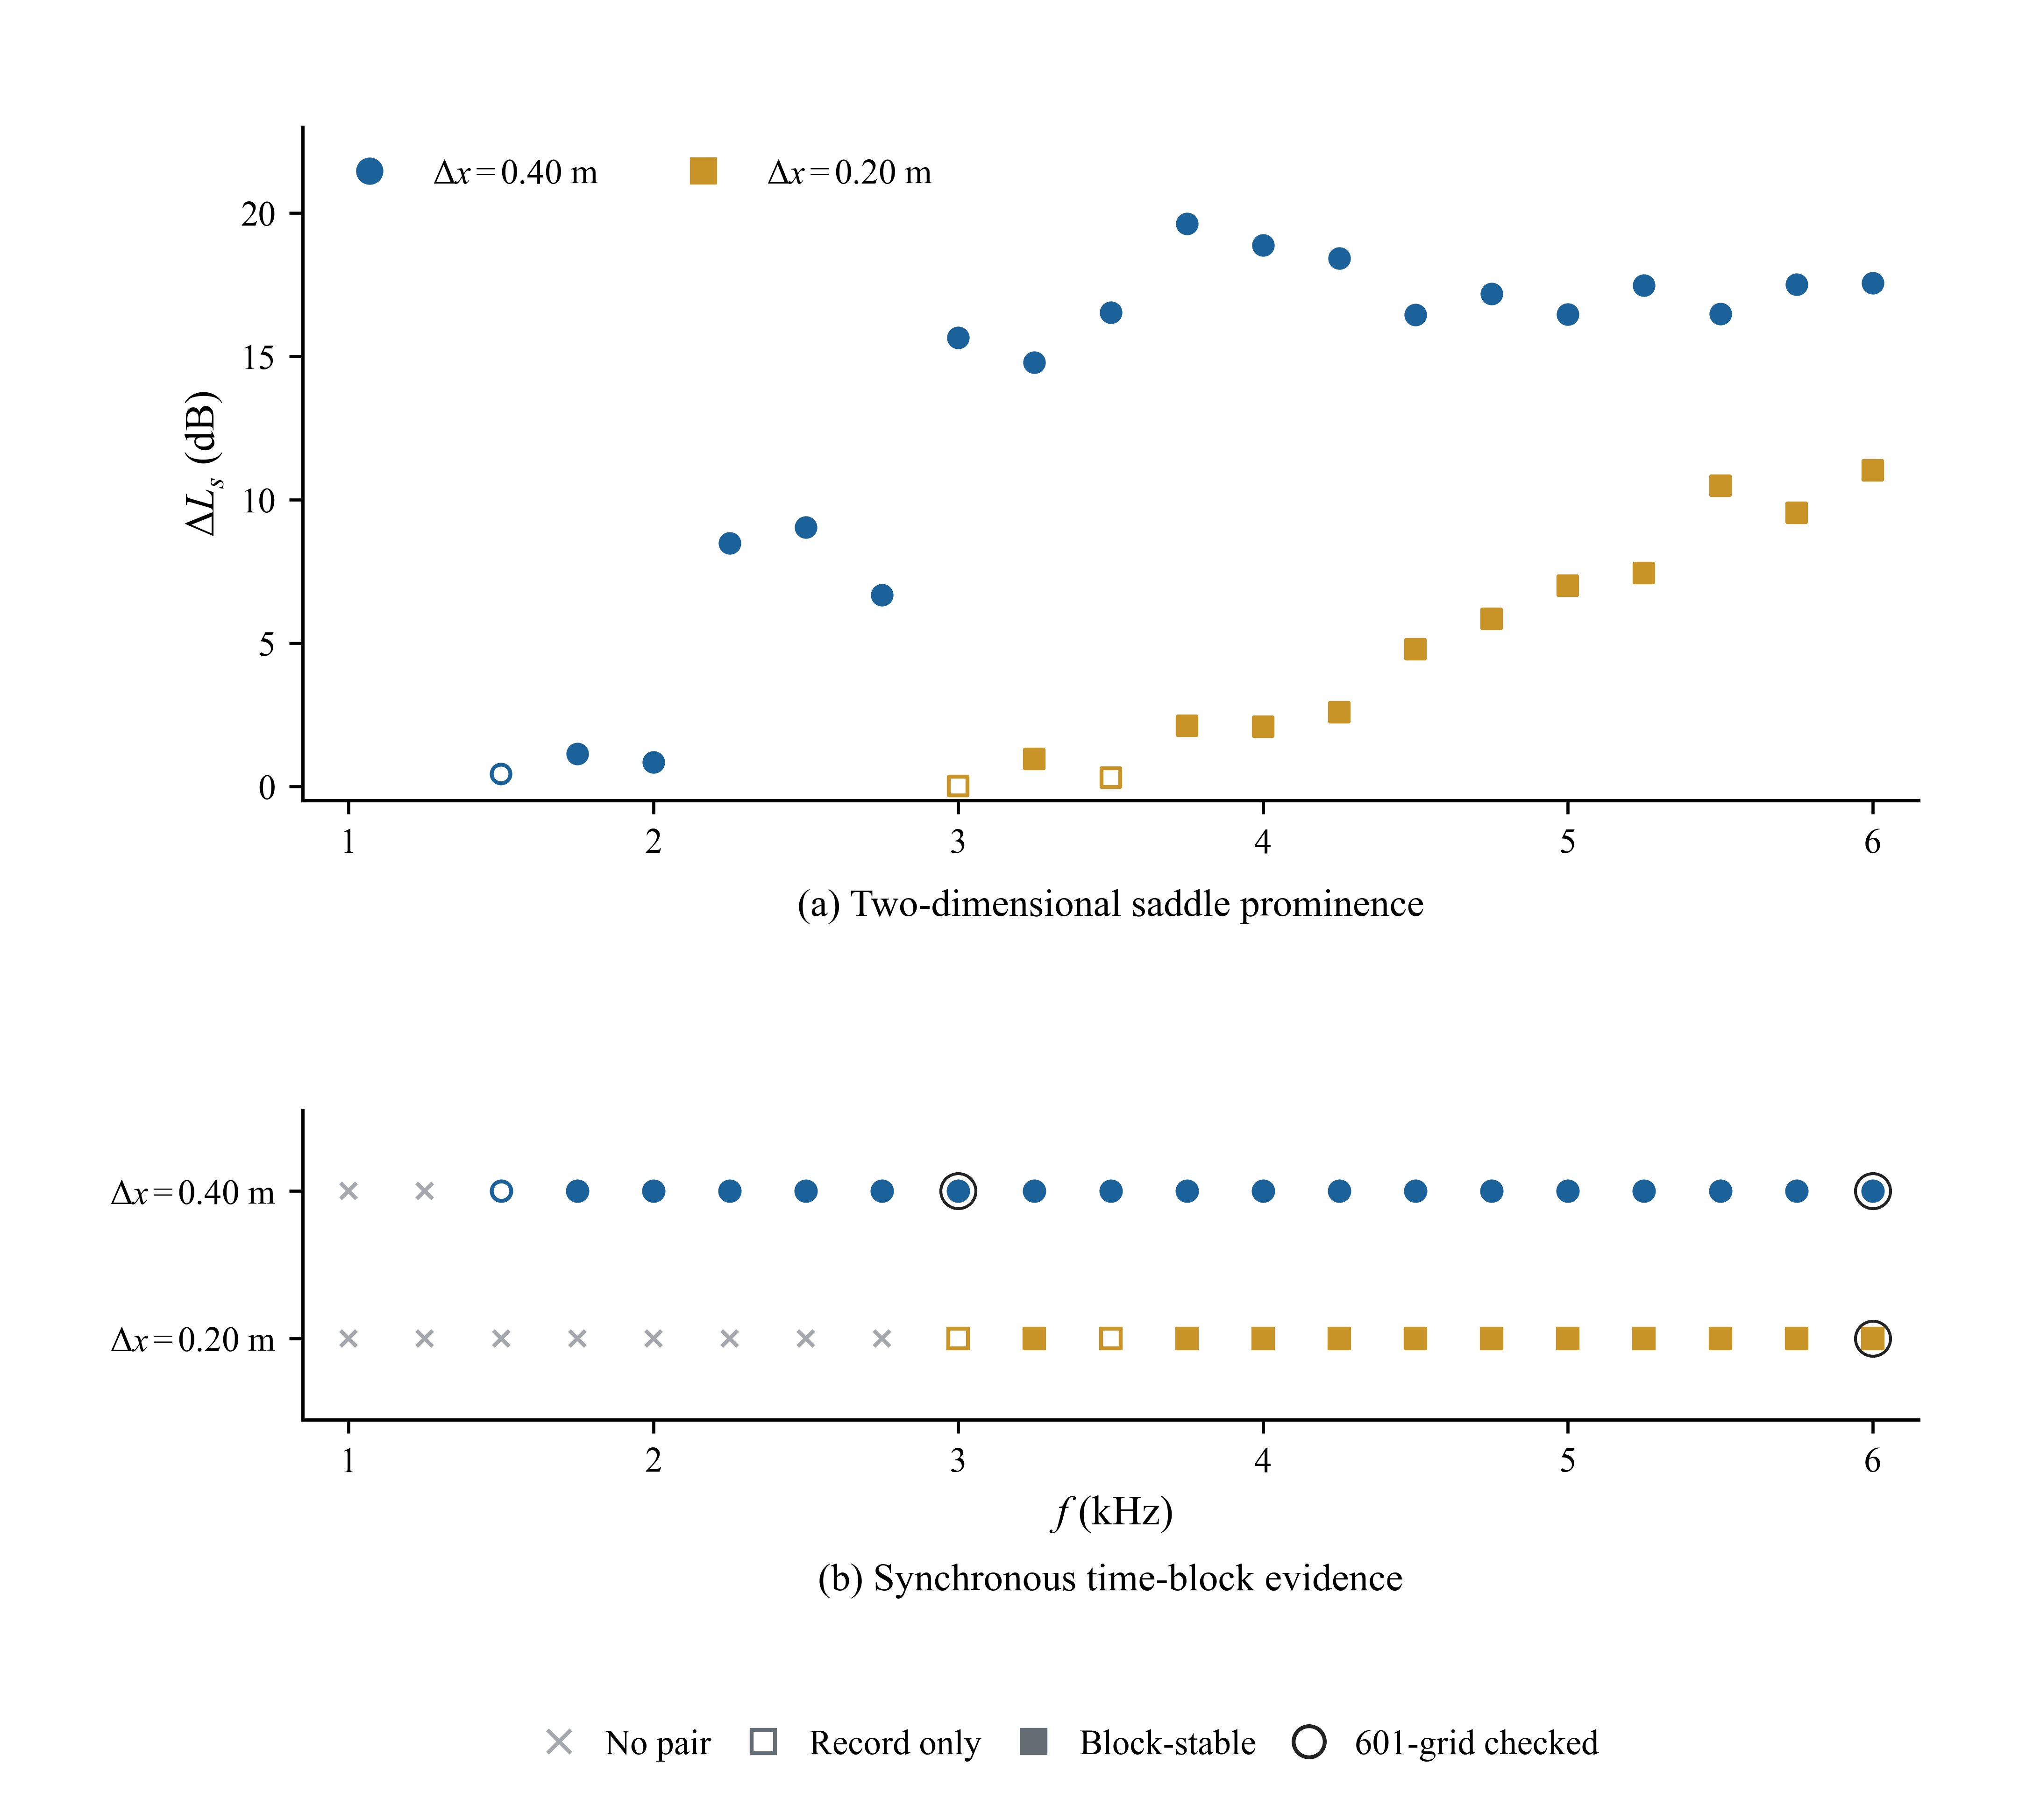 Δx = 0.40 m Δx = 0.20 m
20
15
10
5
0
ΔLs (dB)
1 2 3 4 5 6
(a) Two-dimensional saddle prominence
Δx = 0.40 m
Δx = 0.20 m
1 2 3 4 5 6
f (kHz)
(b) Synchronous time-block evidence
No pair Record only Block-stable 601-grid checked